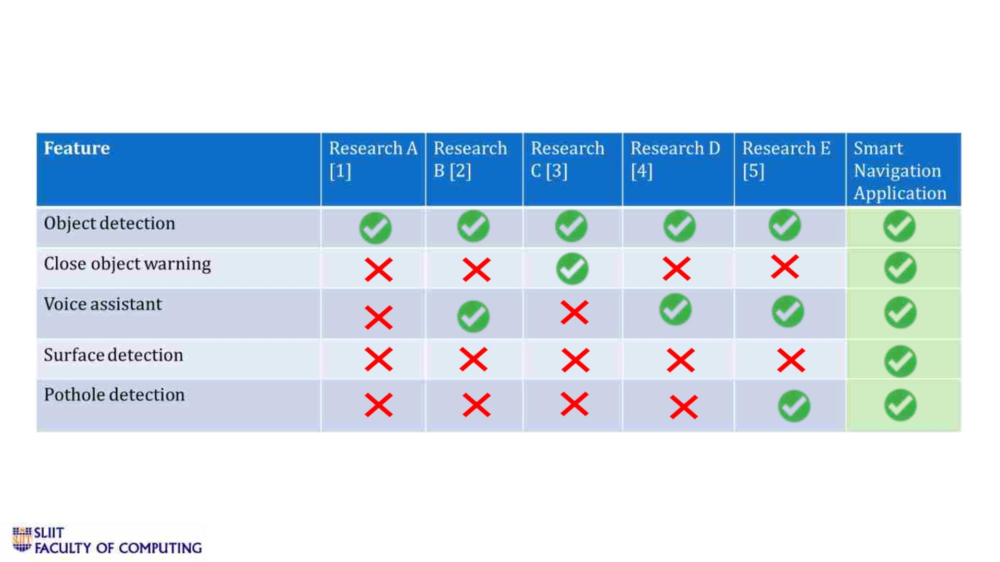 Feature
Research A
[1]
Research
B [2]
Research
C [3]
Research D
[4]
Research E
[5]
Smart
Navigation
Application
Object detection
Close object warning
Voice assistant
Surface detection
Pothole detection
SLIIT
FACULTY OF COMPUTING